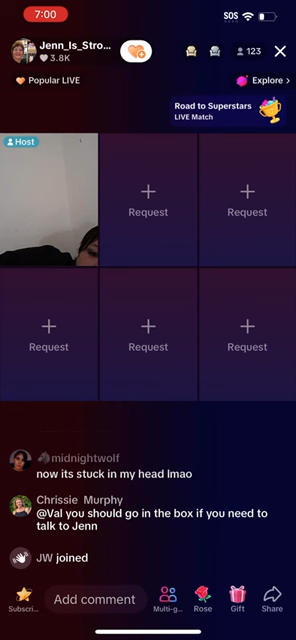 7:00
SOS
Jenn_Is_Stro...
3.8K
123
Popular LIVE
Explore >
Road to Superstars
LIVE Match
Host
Request
Request
Request
Request
Request
midnightwolf
now its stuck in my head lmao
Chrissie Murphy
@Val you should go in the box if you need to
talk to Jenn
JW joined
Subscri...
Add comment
Multi-g...
Rose
Gift
Share